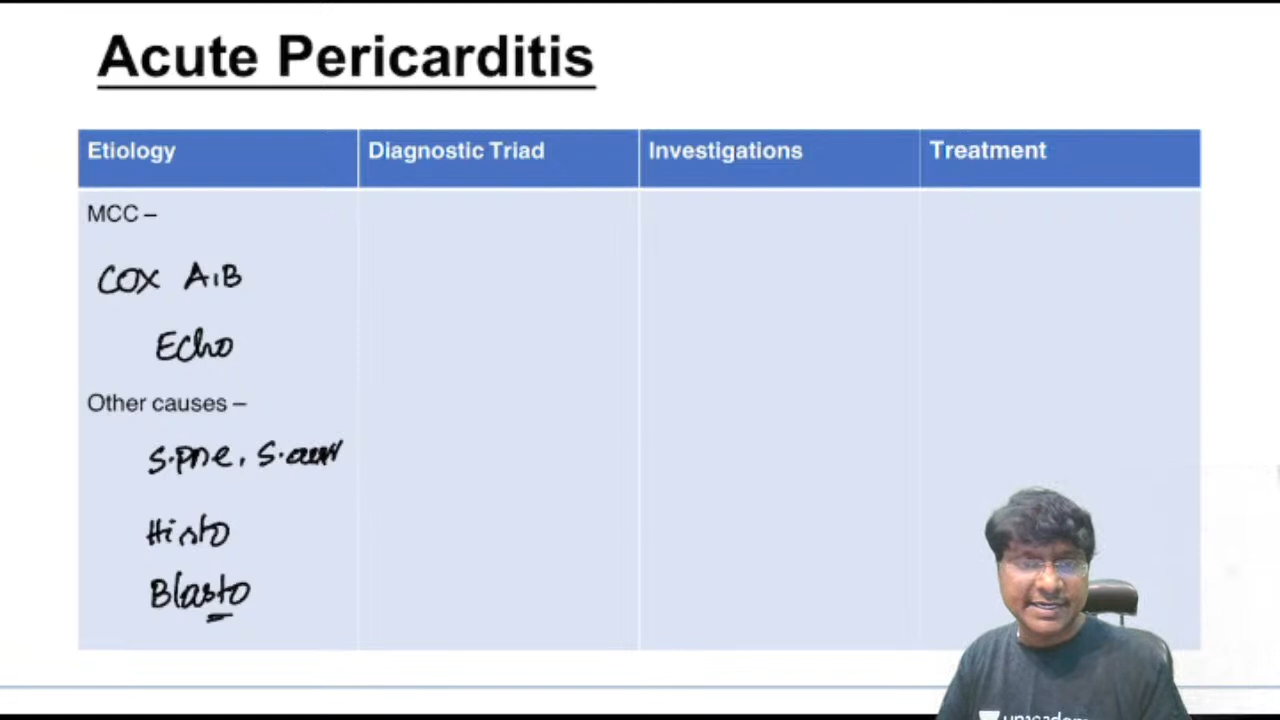 Acute Pericarditis
Etiology Diagnostic Triad Investigations Treatment
MCC –
COX A,B
Echo
Other causes –
S.pne, S.aur
Histo
Blasto